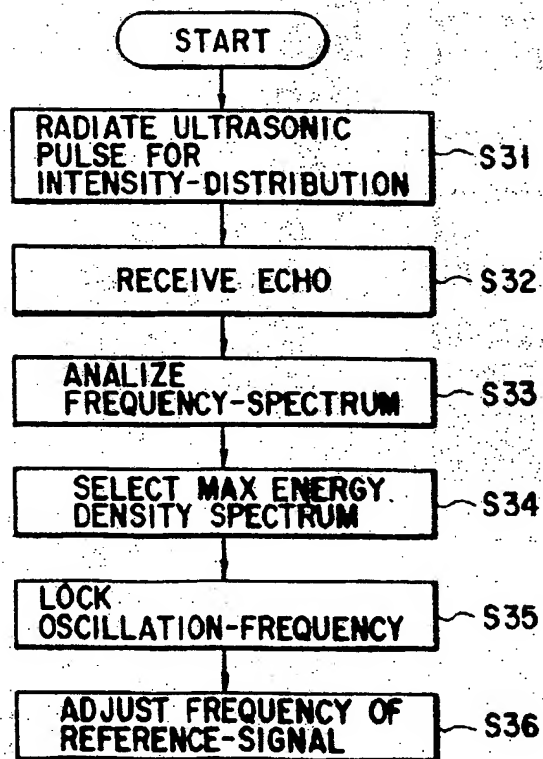 START
RADIATE ULTRASONIC
PULSE FOR
INTENSITY-DISTRIBUTION
S31
RECEIVE ECHO
S32
ANALIZE
FREQUENCY-SPECTRUM
S33
SELECT MAX ENERGY
DENSITY SPECTRUM
S34
LOCK
OSCILLATION-FREQUENCY
S35
ADJUST FREQUENCY OF
REFERENCE-SIGNAL
S36